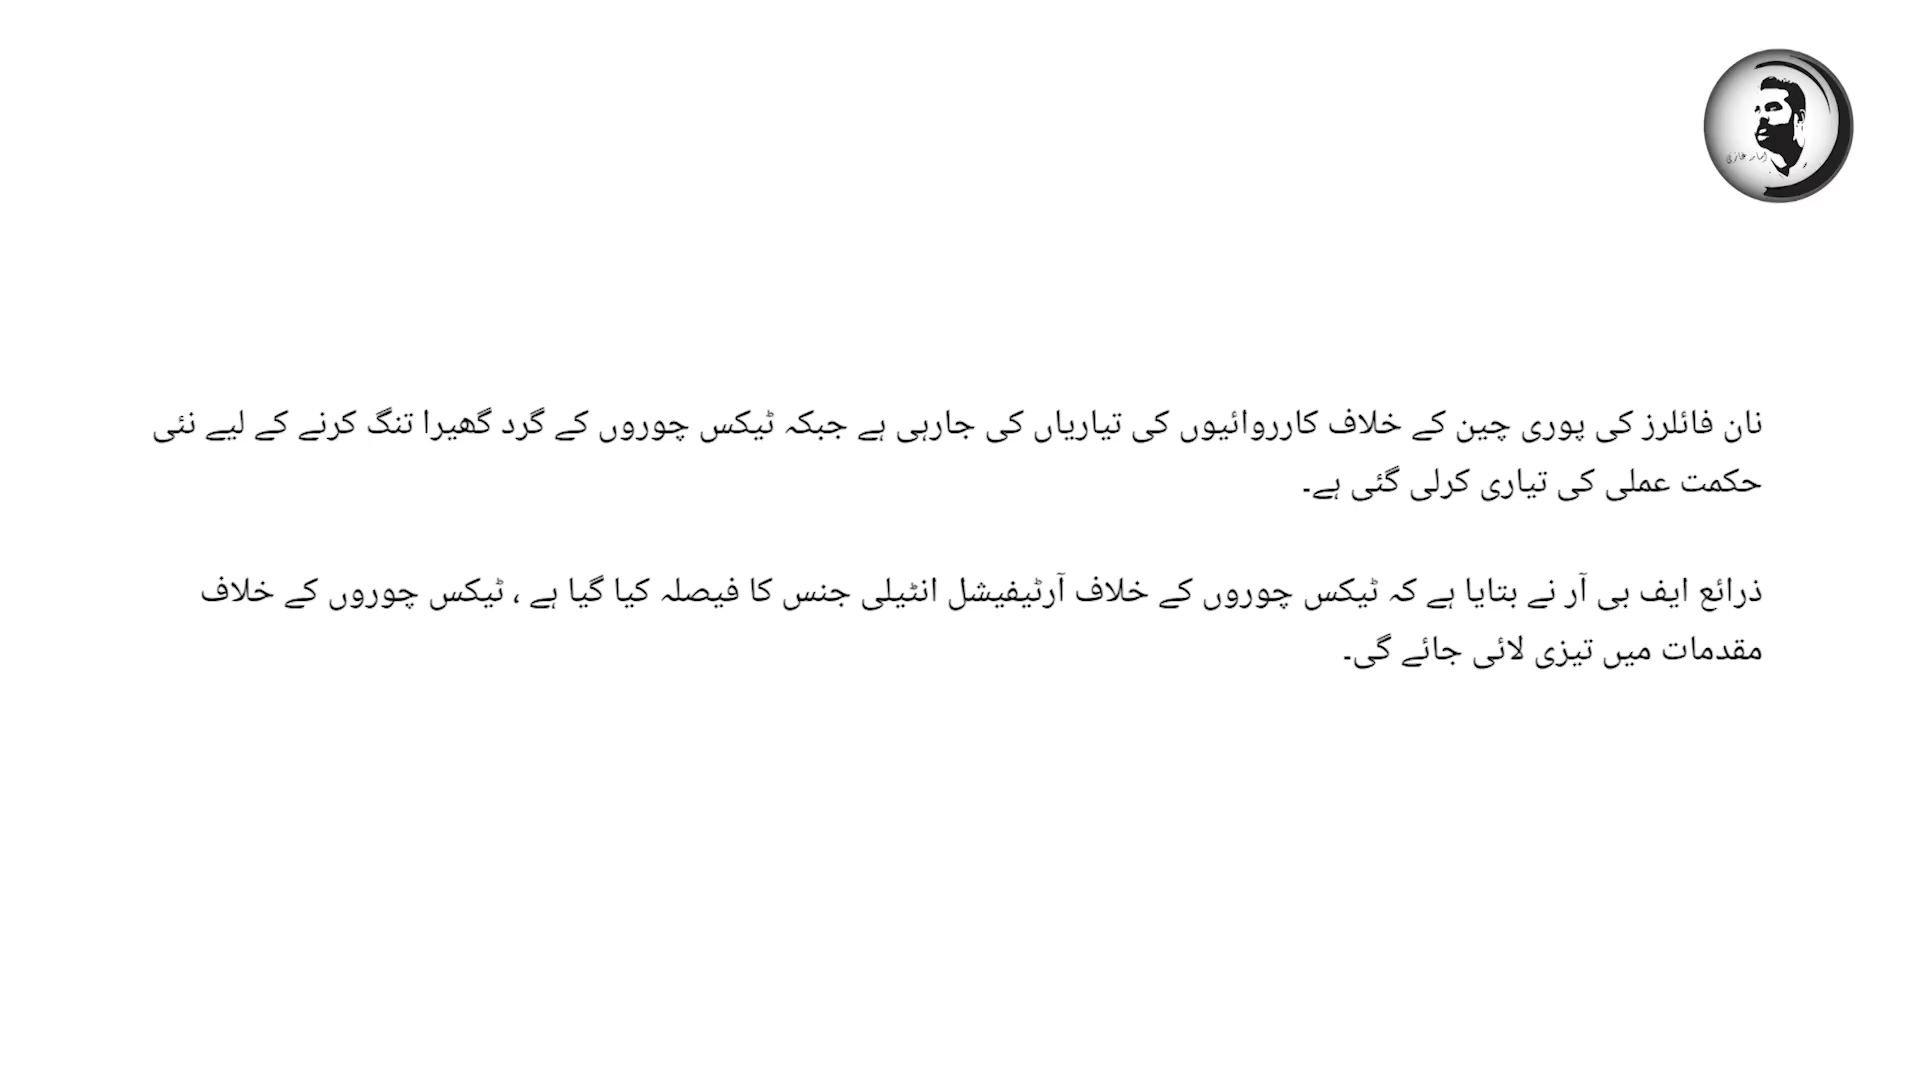 نان فائلرز کی پوری چین کے خلاف کارروائیوں کی تیاریاں کی جارہی ہے جبکہ ٹیکس چوروں کے گرد گھیرا تنگ کرنے کے لیے نئی
حکمت عملی کی تیاری کرلی گئی ہے۔
ذرائع ایف بی آر نے بتایا ہے کہ ٹیکس چوروں کے خلاف آرٹیفیشل انٹیلی جنس کا فیصلہ کیا گیا ہے ، ٹیکس چوروں کے خلاف
مقدمات میں تیزی لائی جائے گی۔